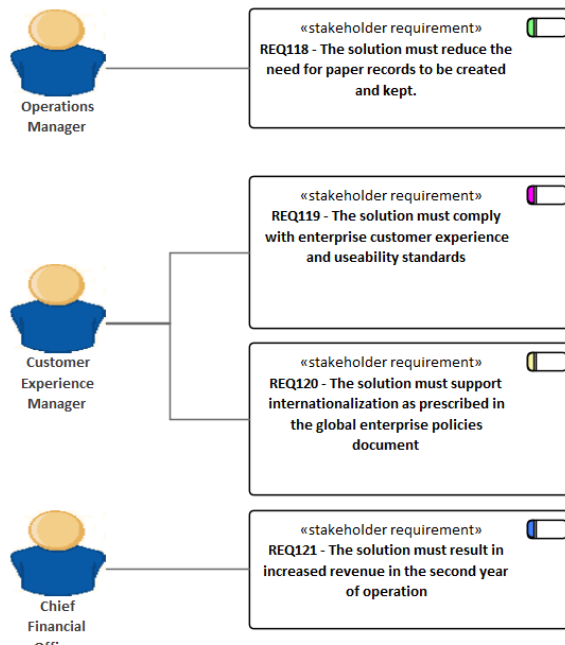 «stakeholder requirement»
REQ118 - The solution must reduce the
need for paper records to be created
and kept.
Operations
Manager
«stakeholder requirement»
REQ119 - The solution must comply
with enterprise customer experience
and useability standards
Customer
Experience
Manager
«stakeholder requirement»
REQ120 - The solution must support
internationalization as prescribed in
the global enterprise policies
document
«stakeholder requirement»
REQ121 - The solution must result in
increased revenue in the second year
of operation
Chief
Financial